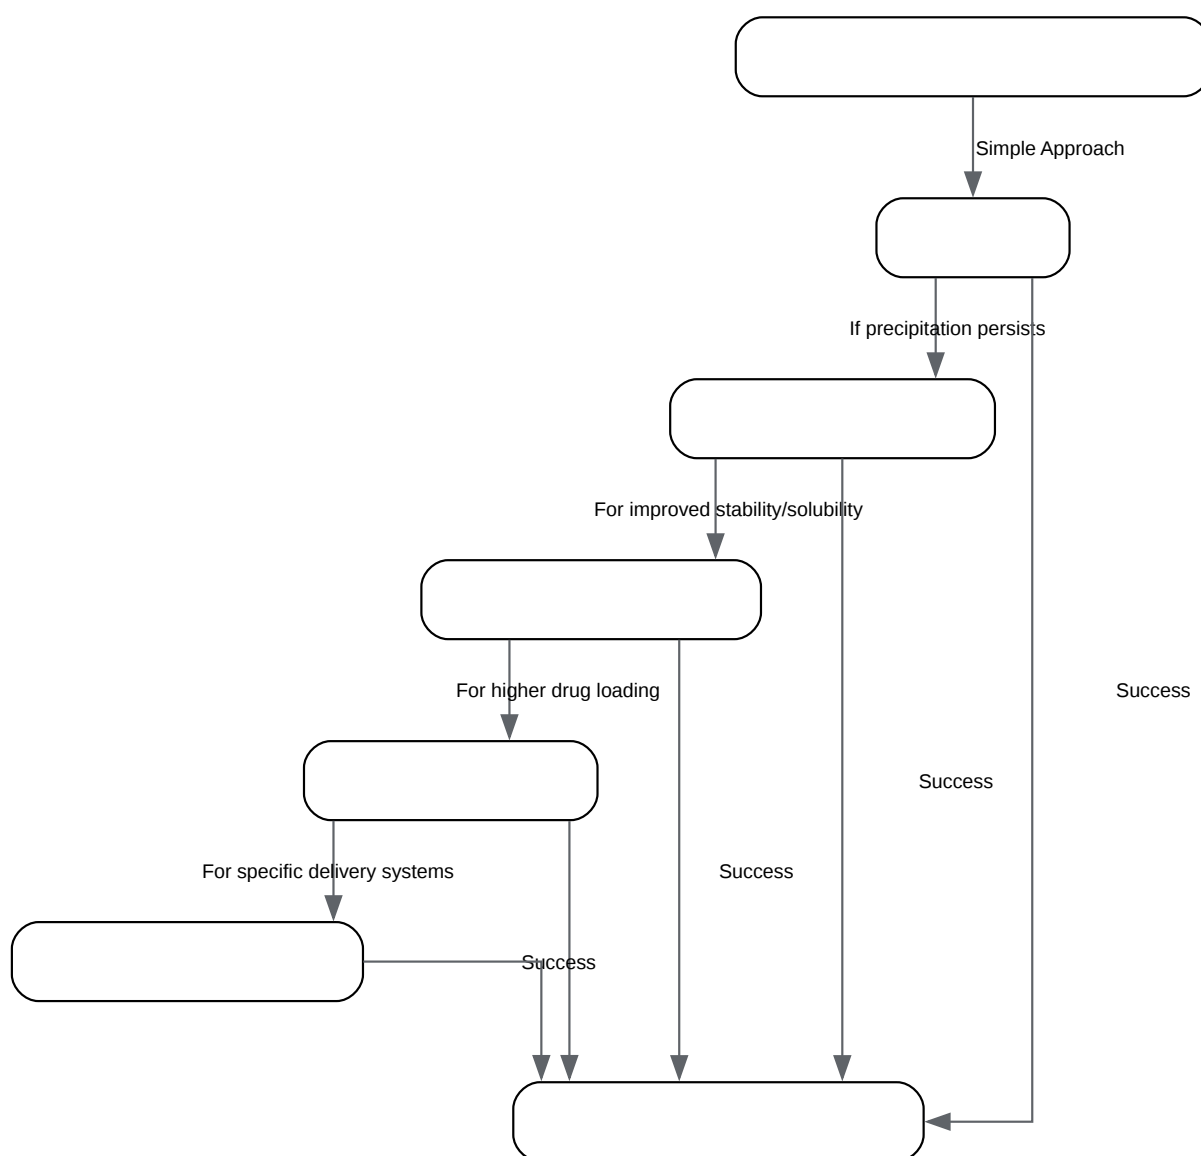 Simple Approach
If precipitation persists
For improved stability/solubility
For higher drug loading
Success
Success
For specific delivery systems
Success
Success